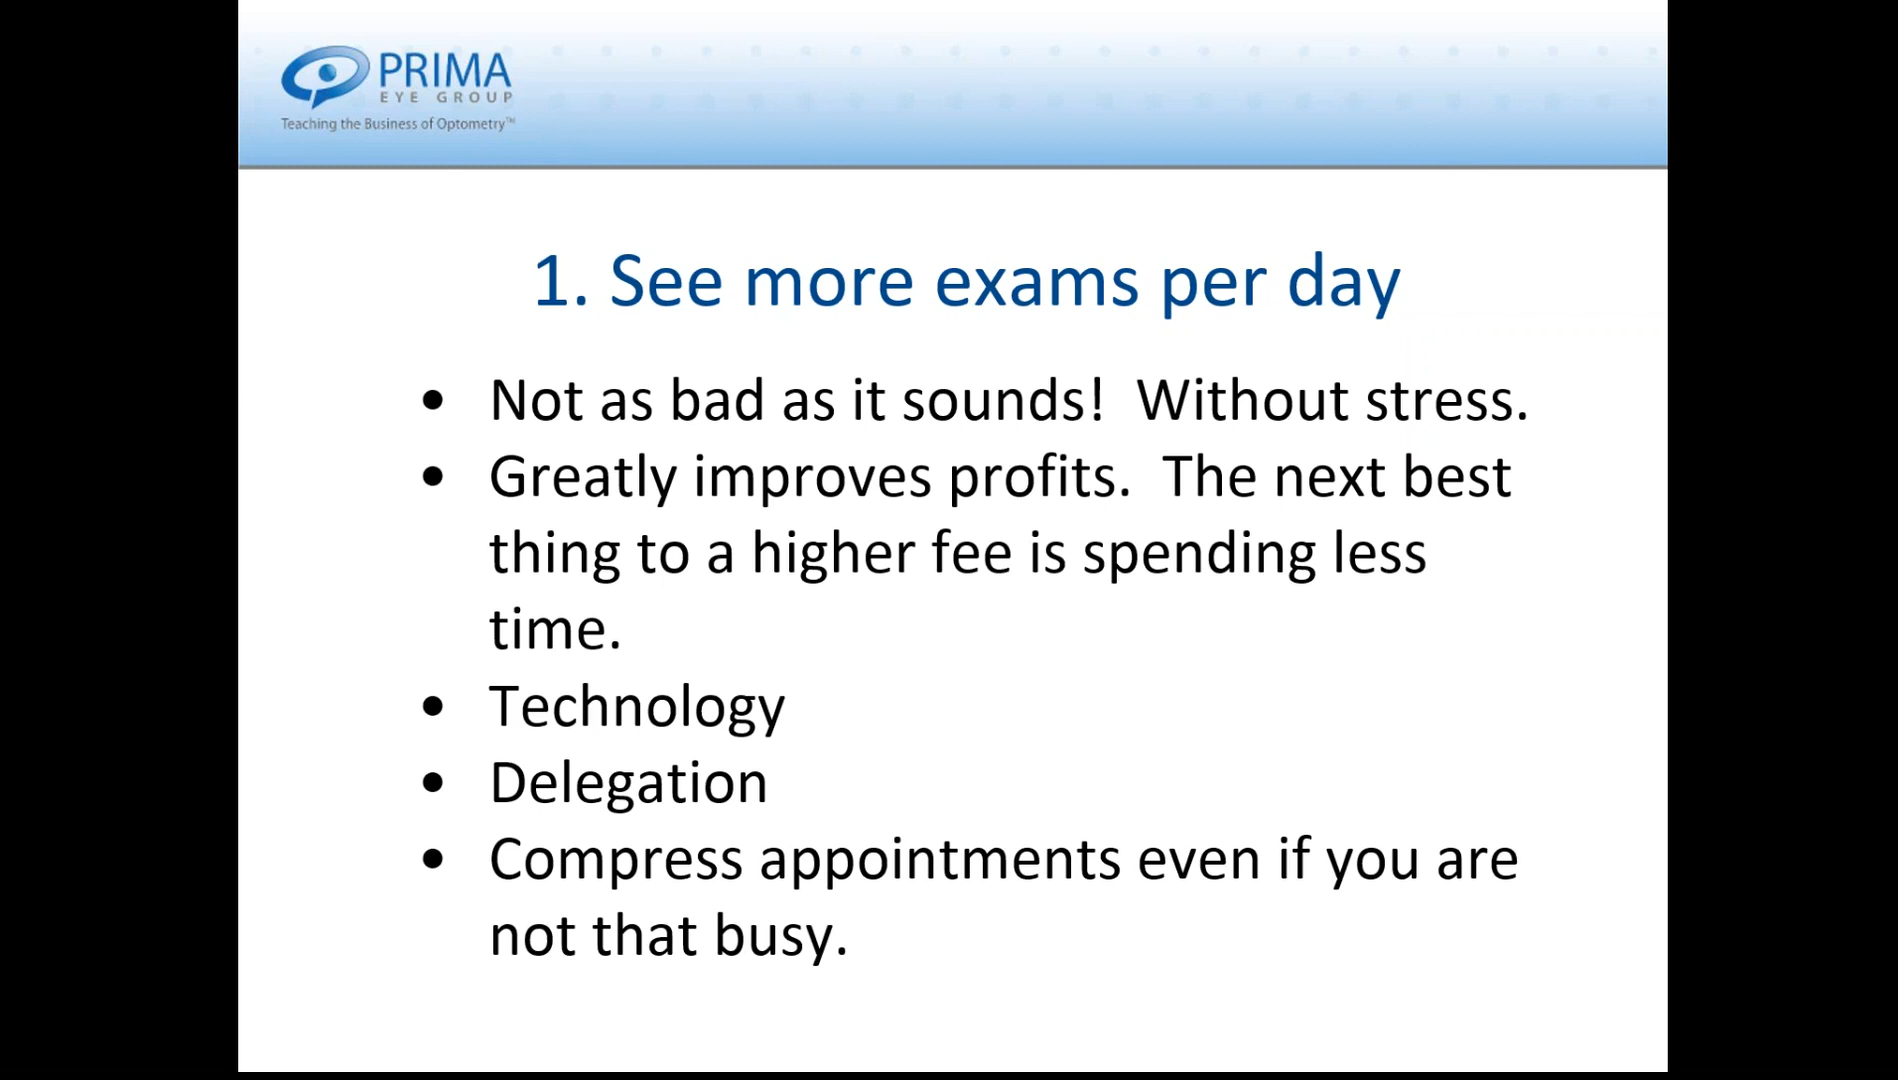 PRIMA
EYE GROUP
Teaching the Business of Optometry™
1. See more exams per day
• Not as bad as it sounds!  Without stress.
• Greatly improves profits.  The next best
thing to a higher fee is spending less
time.
• Technology
• Delegation
• Compress appointments even if you are
not that busy.